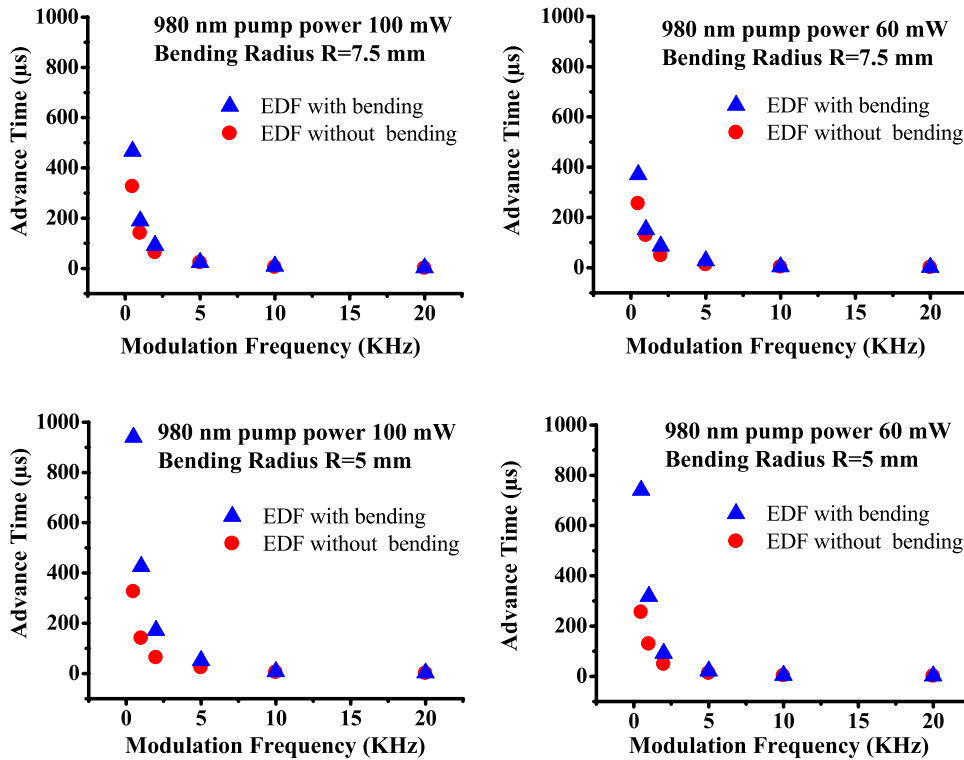 980 nm pump power 100 mW
Bending Radius R=7.5 mm
EDF with bending
EDF without bending
Advance Time (µs)
1000
800
600
400
200
0
0 5 10 15 20
Modulation Frequency (KHz)
980 nm pump power 60 mW
Bending Radius R=7.5 mm
EDF with bending
EDF without bending
Advance Time (µs)
1000
800
600
400
200
0
0 5 10 15 20
Modulation Frequency (KHz)
980 nm pump power 100 mW
Bending Radius R=5 mm
EDF with bending
EDF without bending
Advance Time (µs)
1000
800
600
400
200
0
0 5 10 15 20
Modulation Frequency (KHz)
980 nm pump power 60 mW
Bending Radius R=5 mm
EDF with bending
EDF without bending
Advance Time (µs)
1000
800
600
400
200
0
0 5 10 15 20
Modulation Frequency (KHz)